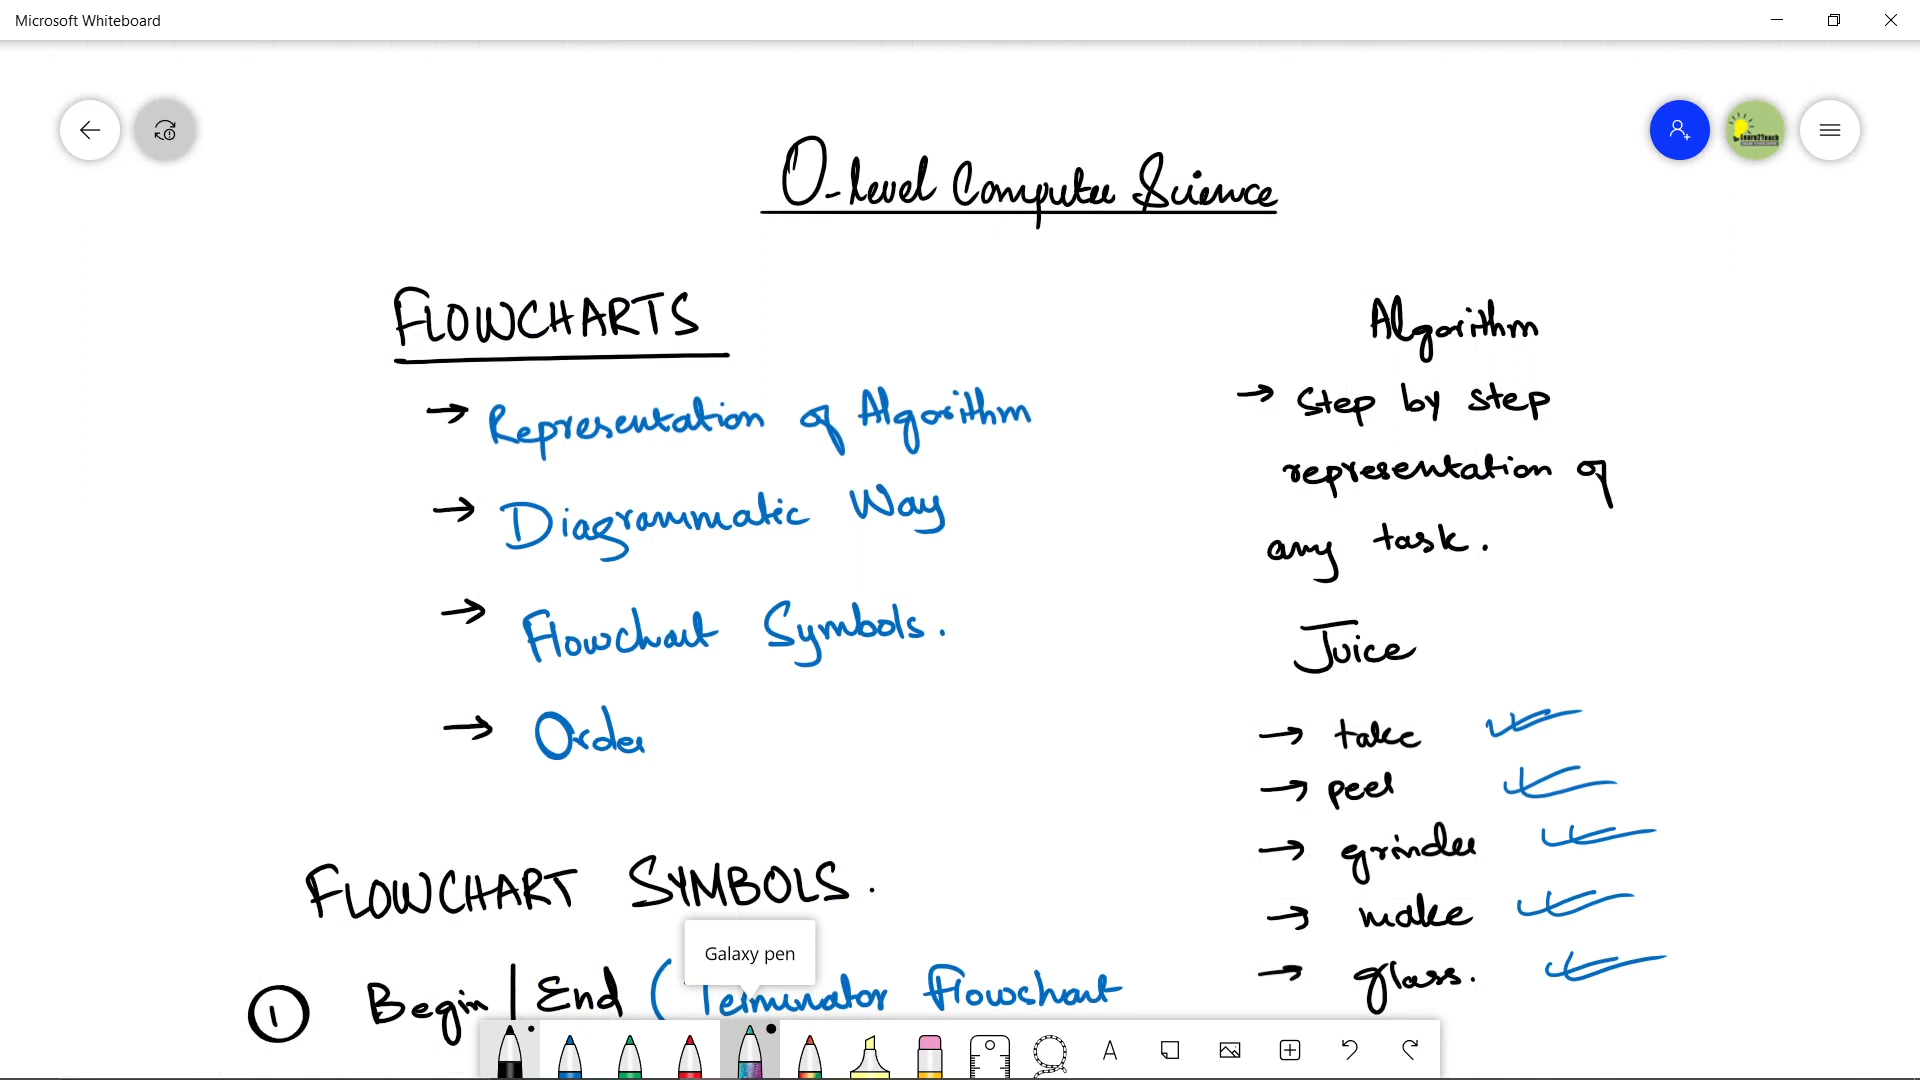 Microsoft Whiteboard
O-level Computer Science
FLOWCHARTS
→ Representation of Algorithm
→ Diagrammatic Way
→ Flowchart Symbols.
→ Order
Algorithm
→ Step by step
representation of
any task.
Juice
→ take
→ peel
→ grinder
→ make
→ glass.
FLOWCHART SYMBOLS.
Galaxy pen
① Begin | End (Terminator Flowchart
A